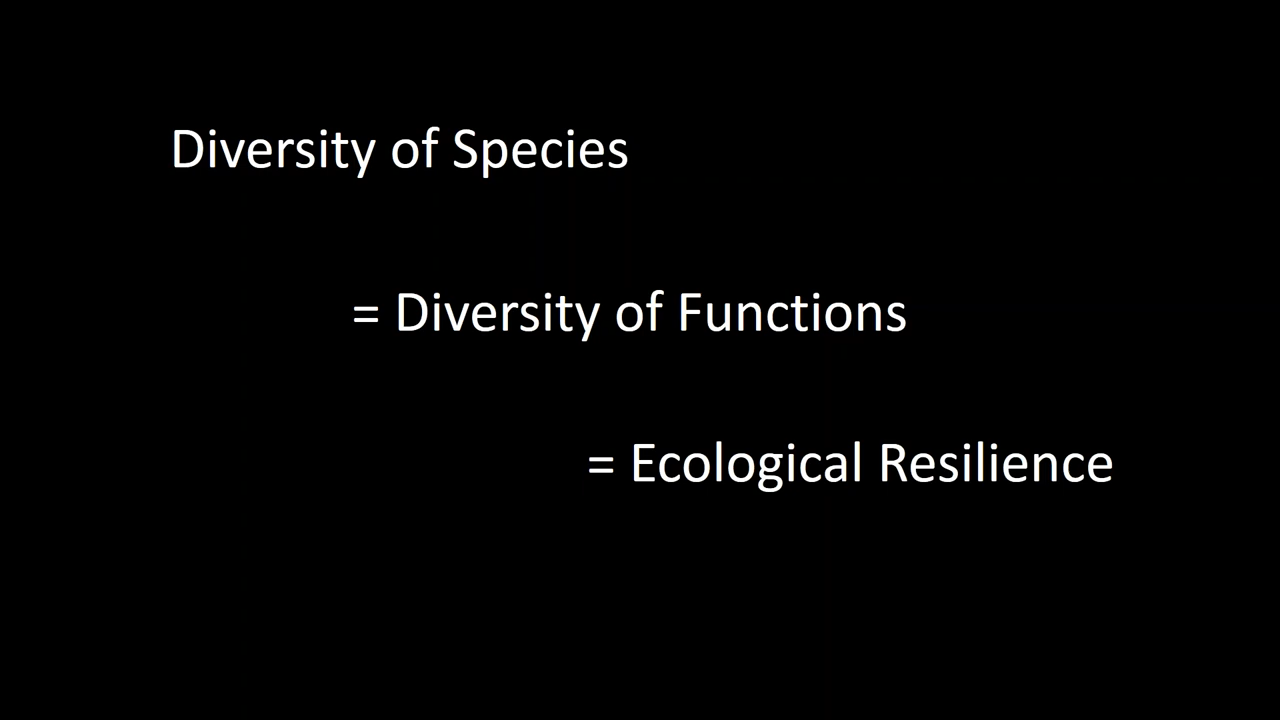 Diversity of Species
= Diversity of Functions
= Ecological Resilience